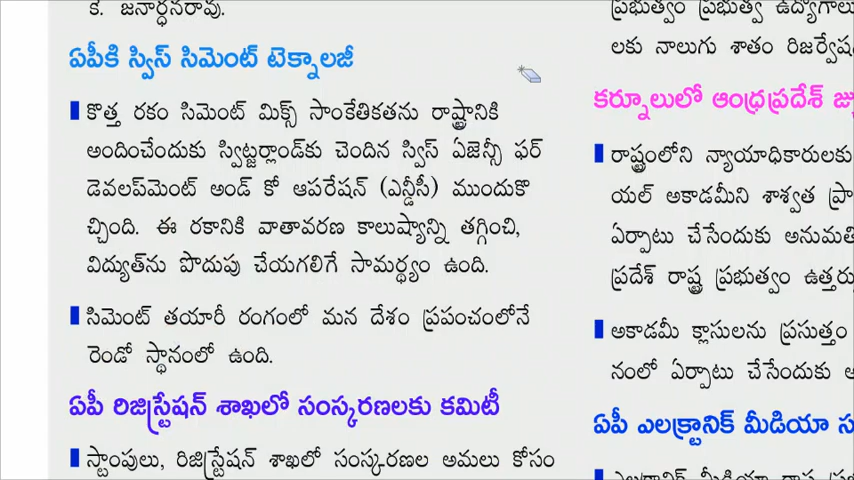 కె. జనార్ధనరావు.
ఏపీకి స్విస్ సిమెంట్ టెక్నాలజీ
కొత్త రకం సిమెంట్ మిక్స్ సాంకేతికతను రాష్ట్రానికి
అందించేందుకు స్విట్జర్లాండ్‌కు చెందిన స్విస్ ఏజెన్సీ ఫర్
డెవలప్‌మెంట్ అండ్ కో ఆపరేషన్ (ఎస్డీసీ) ముందుకొ
చ్చింది. ఈ రకానికి వాతావరణ కాలుష్యాన్ని తగ్గించి,
విద్యుత్‌ను పొదుపు చేయగలిగే సామర్థ్యం ఉంది.
సిమెంట్ తయారీ రంగంలో మన దేశం ప్రపంచంలోనే
రెండో స్థానంలో ఉంది.
ఏపీ రిజిస్ట్రేషన్ శాఖలో సంస్కరణలకు కమిటీ
స్టాంపులు, రిజిస్ట్రేషన్ శాఖలో సంస్కరణల అమలు కోసం
ప్రభుత్వం ప్రభుత్వ ఉద్యోగాలు
లకు నాలుగు శాతం రిజర్వేష
కర్నూలులో ఆంధ్రప్రదేశ్ జ్యు
రాష్ట్రంలోని న్యాయాధికారులకు
యల్ అకాడమీని శాశ్వత ప్రా
ఏర్పాటు చేసేందుకు అనుమతి
ప్రదేశ్ రాష్ట్ర ప్రభుత్వం ఉత్తర్వు
అకాడమీ క్లాసులను ప్రస్తుత్తం
నంలో ఏర్పాటు చేసేందుకు
ఏపీ ఎలక్ట్రానిక్ మీడియా స